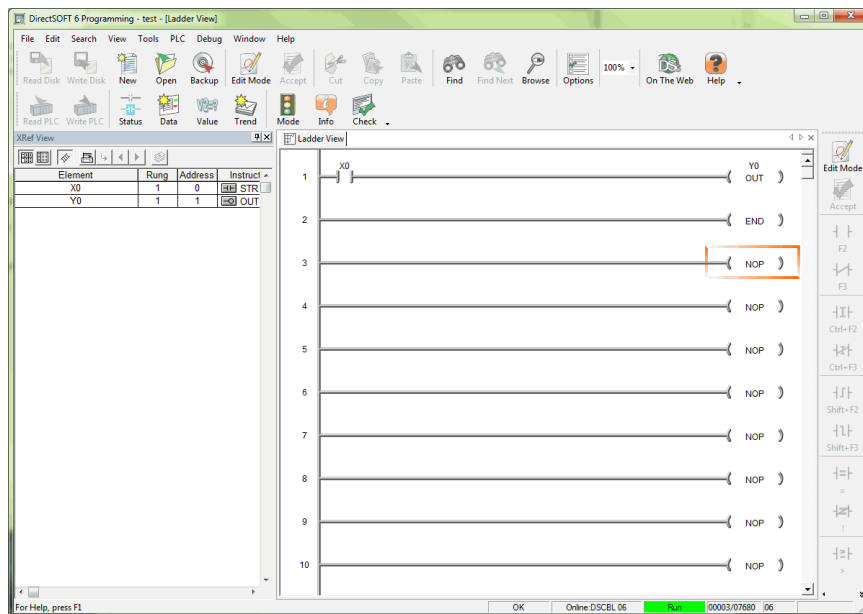 DirectSOFT 6 Programming - test - [Ladder View]
File Edit Search View Tools PLC Debug Window Help
Read Disk Write Disk New Open Backup Edit Mode Accept Cut Copy Paste Find Find Next Browse Options 100% On The Web Help
Read PLC Write PLC Status Data Value Trend Mode Info Check
XRef View
Element Rung Address Instruct
X0 1 0 STR
Y0 1 1 OUT
Ladder View
X0 Y0
1 OUT
2 END
3 NOP
4 NOP
5 NOP
6 NOP
7 NOP
8 NOP
9 NOP
10 NOP
Edit Mode
Accept
F2
F3
Ctrl+F2
Ctrl+F3
Shift+F2
Shift+F3
=
!
>
For Help, press F1 OK Online:DSCBL 06 Run 00003/07680 06